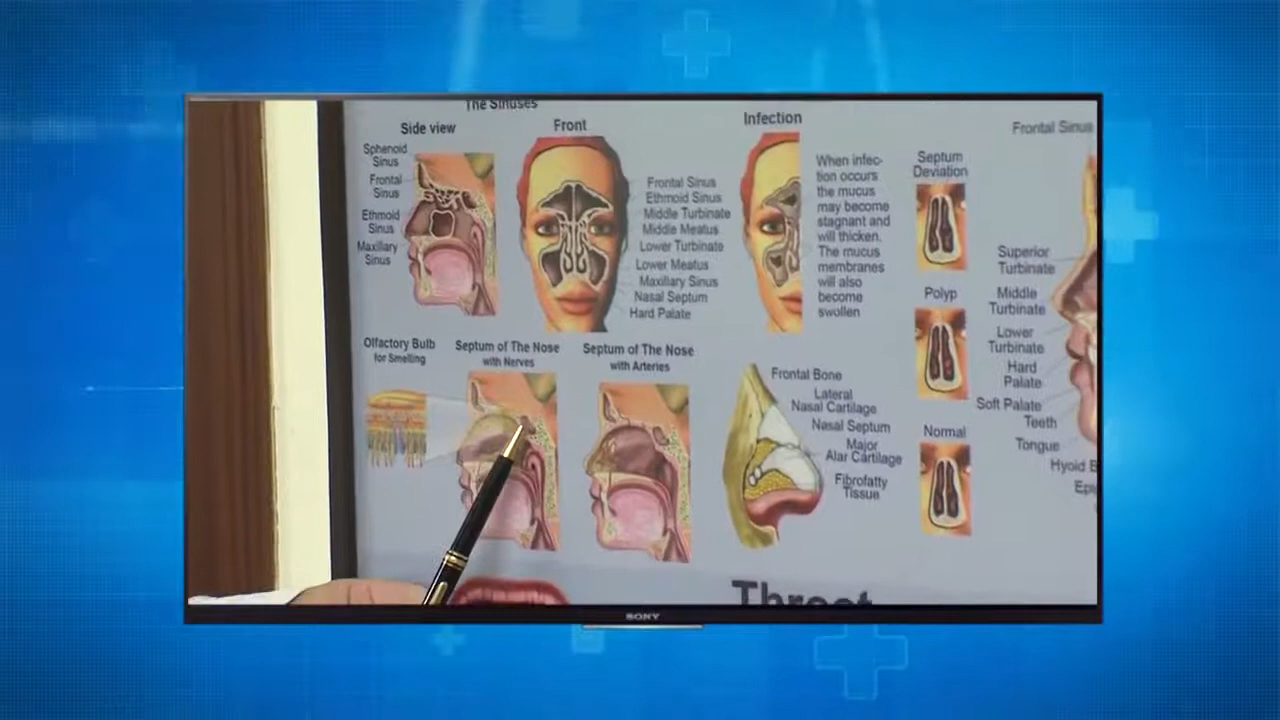 The Sinuses
Side view
Sphenoid
Sinus
Frontal
Sinus
Ethmoid
Sinus
Maxillary
Sinus
Front
Frontal Sinus
Ethmoid Sinus
Middle Turbinate
Middle Meatus
Lower Turbinate
Lower Meatus
Maxillary Sinus
Nasal Septum
Hard Palate
Infection
When infec-
tion occurs
the mucus
may become
stagnant and
will thicken.
The mucus
membranes
will also
become
swollen
Septum
Deviation
Polyp
Normal
Frontal Sinus
Superior
Turbinate
Middle
Turbinate
Lower
Turbinate
Hard
Palate
Soft Palate
Teeth
Tongue
Hyoid B
Epi
Olfactory Bulb
for Smelling
Septum of The Nose
with Nerves
Septum of The Nose
with Arteries
Frontal Bone
Lateral
Nasal Cartilage
Nasal Septum
Major
Alar Cartilage
Fibrofatty
Tissue
Throat
SONY